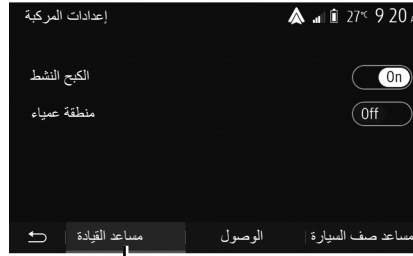 إعدادات المركبة 27°C 9 20
الكبح النشط On
منطقة عمياء Off
مساعد القيادة الوصول مساعد صف السيارة